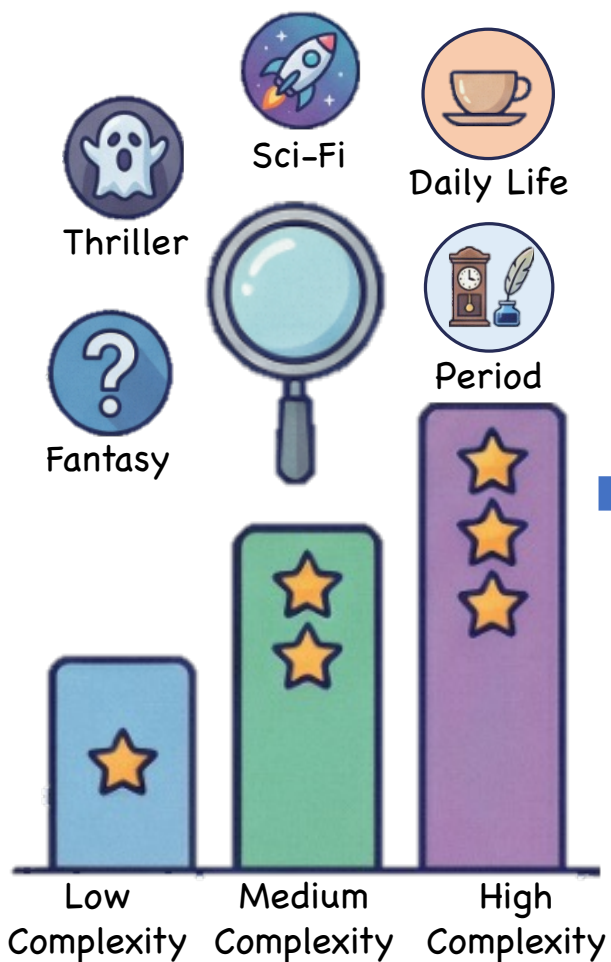 Sci-Fi
Daily Life
Thriller
Period
Fantasy
?
Low
Complexity
Medium
Complexity
High
Complexity